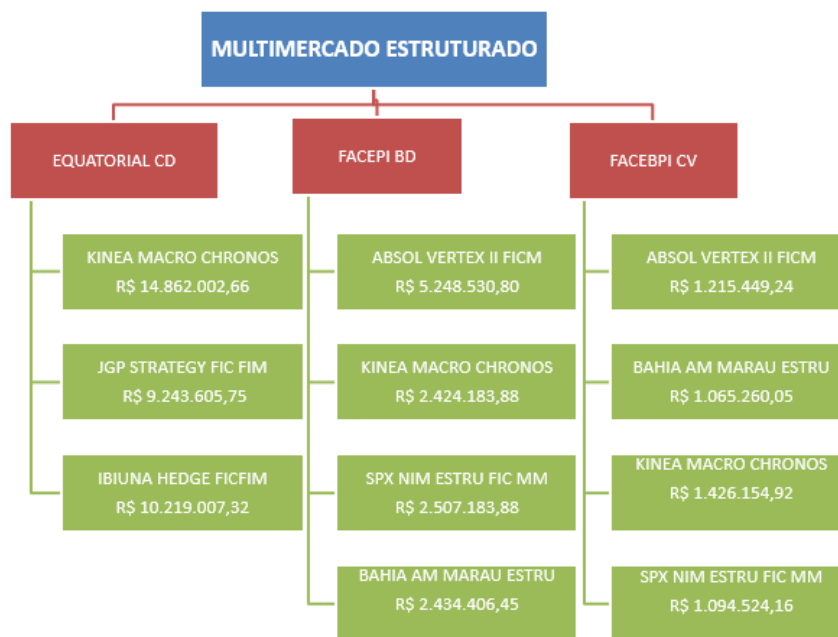 MULTIMERCADO ESTRUTURADO
EQUATORIAL CD
KINEA MACRO CHRONOS
R$ 14.862.002,66
JGP STRATEGY FIC FIM
R$ 9.243.605,75
IBIUNA HEDGE FICFIM
R$ 10.219.007,32
FACEPI BD
ABSOL VERTEX II FICM
R$ 5.248.530,80
KINEA MACRO CHRONOS
R$ 2.424.183,88
SPX NIM ESTRU FIC MM
R$ 2.507.183,88
BAHIA AM MARAU ESTRU
R$ 2.434.406,45
FACEBPI CV
ABSOL VERTEX II FICM
R$ 1.215.449,24
BAHIA AM MARAU ESTRU
R$ 1.065.260,05
KINEA MACRO CHRONOS
R$ 1.426.154,92
SPX NIM ESTRU FIC MM
R$ 1.094.524,16